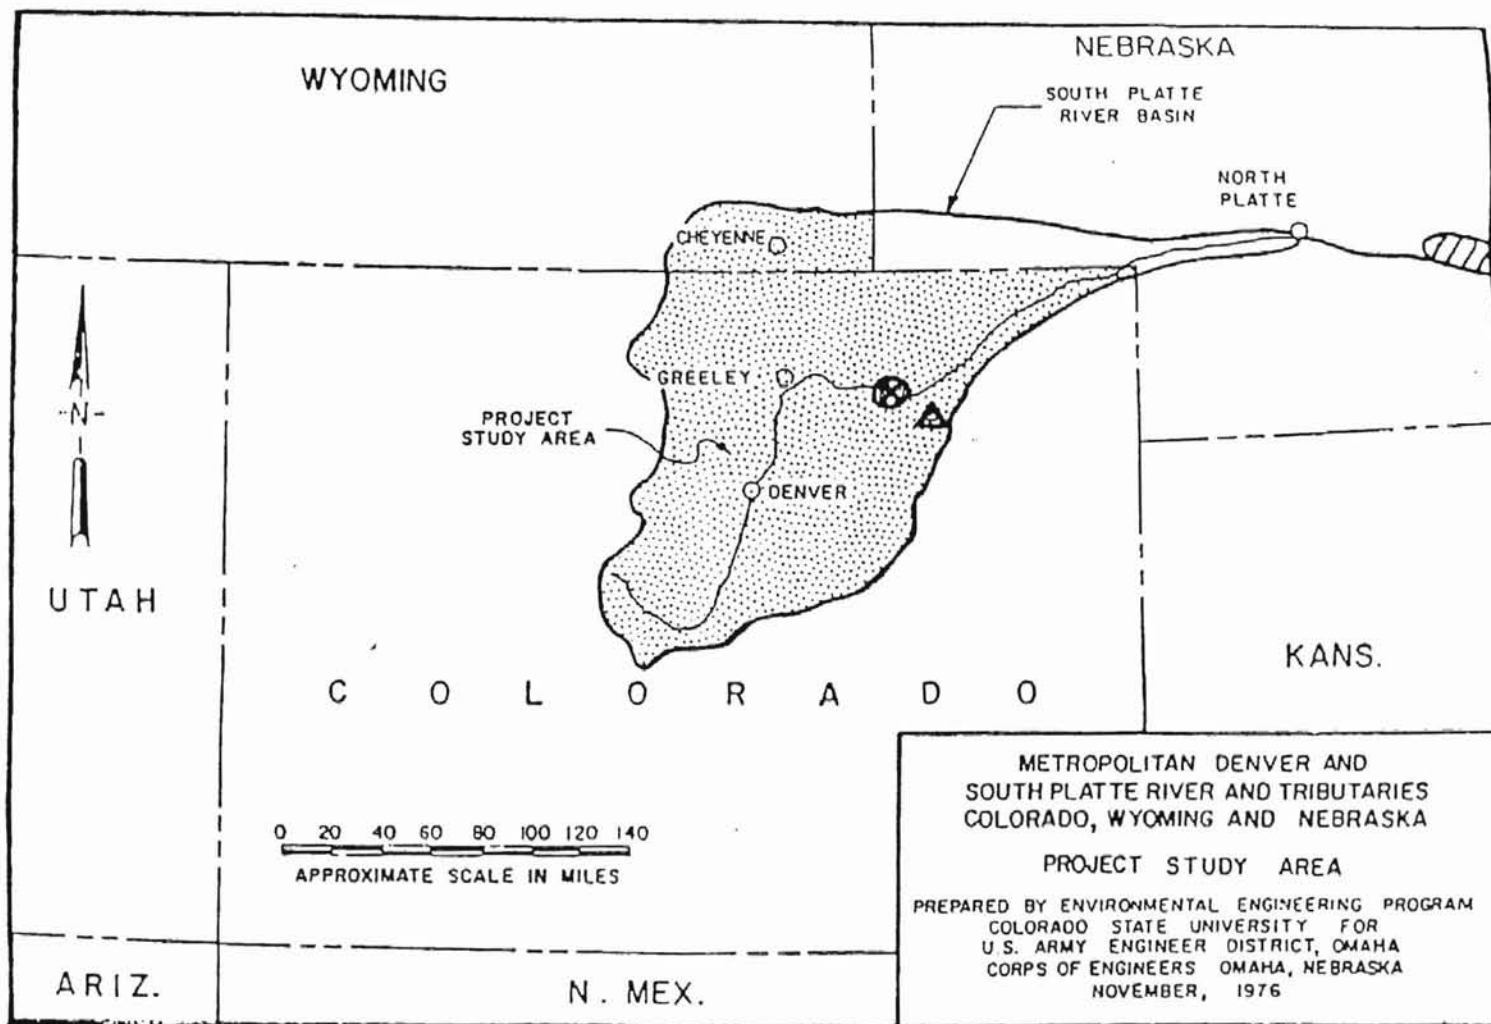 WYOMING
NEBRASKA
SOUTH PLATTE
RIVER BASIN
NORTH
PLATTE
CHEYENNE
-N-
GREELEY
PROJECT
STUDY AREA
DENVER
UTAH
KANS.
COLORADO
0 20 40 60 80 100 120 140
APPROXIMATE SCALE IN MILES
METROPOLITAN DENVER AND
SOUTH PLATTE RIVER AND TRIBUTARIES
COLORADO, WYOMING AND NEBRASKA
PROJECT STUDY AREA
PREPARED BY ENVIRONMENTAL ENGINEERING PROGRAM
COLORADO STATE UNIVERSITY FOR
U.S. ARMY ENGINEER DISTRICT, OMAHA
CORPS OF ENGINEERS OMAHA, NEBRASKA
NOVEMBER, 1976
ARIZ.
N. MEX.